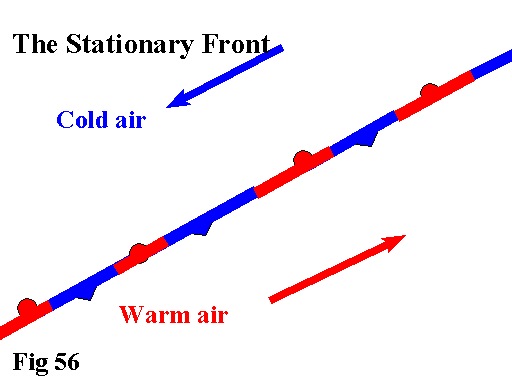 The Stationary Front
Cold air
Warm air
Fig 56